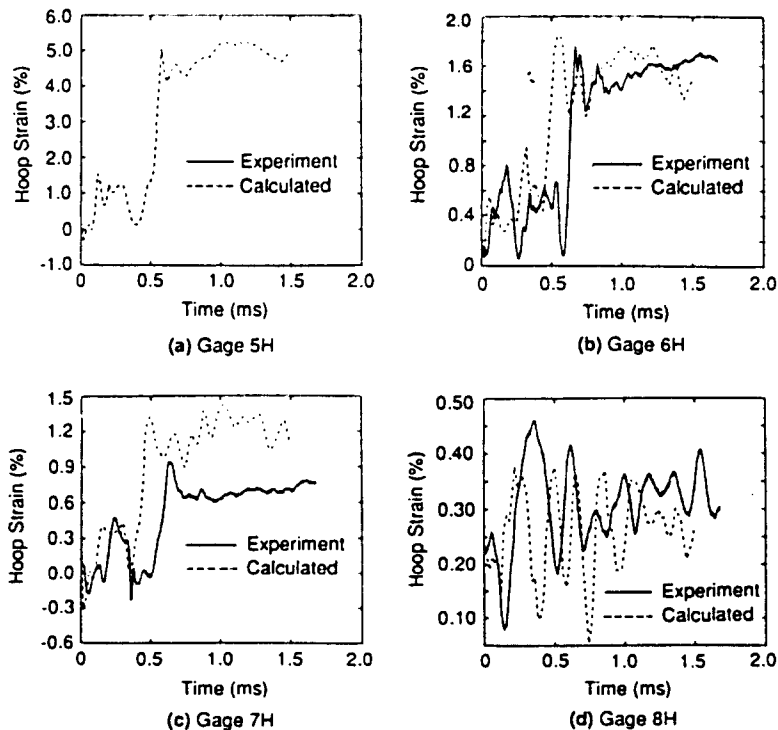 6.0
5.0
4.0
3.0
2.0
1.0
0
-1.0
Hoop Strain (%)
Experiment
Calculated
0 0.5 1.0 1.5 2.0
Time (ms)
(a) Gage 5H
2.0
1.6
1.2
0.8
0.4
0
Hoop Strain (%)
Experiment
Calculated
0 0.5 1.0 1.5 2.0
Time (ms)
(b) Gage 6H
1.5
1.2
0.9
0.6
0.3
0.0
-0.3
-0.6
Hoop Strain (%)
Experiment
Calculated
0 0.5 1.0 1.5 2.0
Time (ms)
(c) Gage 7H
0.50
0.40
0.30
0.20
0.10
Hoop Strain (%)
Experiment
Calculated
0 0.5 1.0 1.5 2.0
Time (ms)
(d) Gage 8H